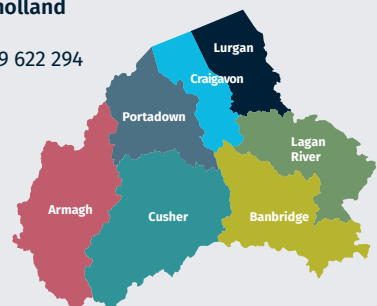 holland
9 622 294
Lurgan
Craigavon
Portadown
Lagan
River
Armagh
Cusher
Banbridge